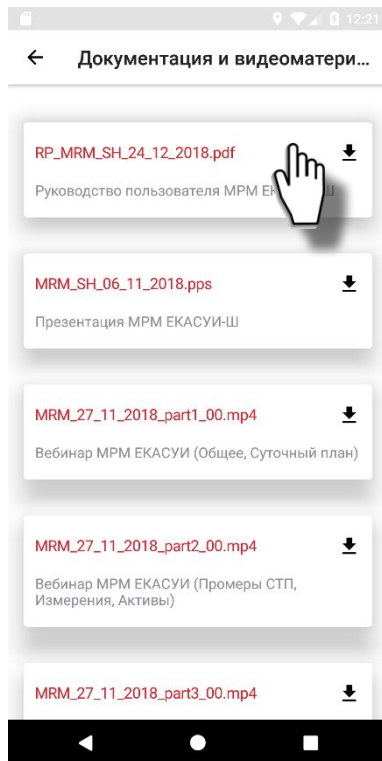 12:21
Документация и видеоматери...
RP_MRM_SH_24_12_2018.pdf
Руководство пользователя МРМ
MRM_SH_06_11_2018.pps
Презентация МРМ ЕКАСУИ-Ш
MRM_27_11_2018_part1_00.mp4
Вебинар МРМ ЕКАСУИ (Общее, Суточный план)
MRM_27_11_2018_part2_00.mp4
Вебинар МРМ ЕКАСУИ (Промеры СТП,
Измерения, Активы)
MRM_27_11_2018_part3_00.mp4